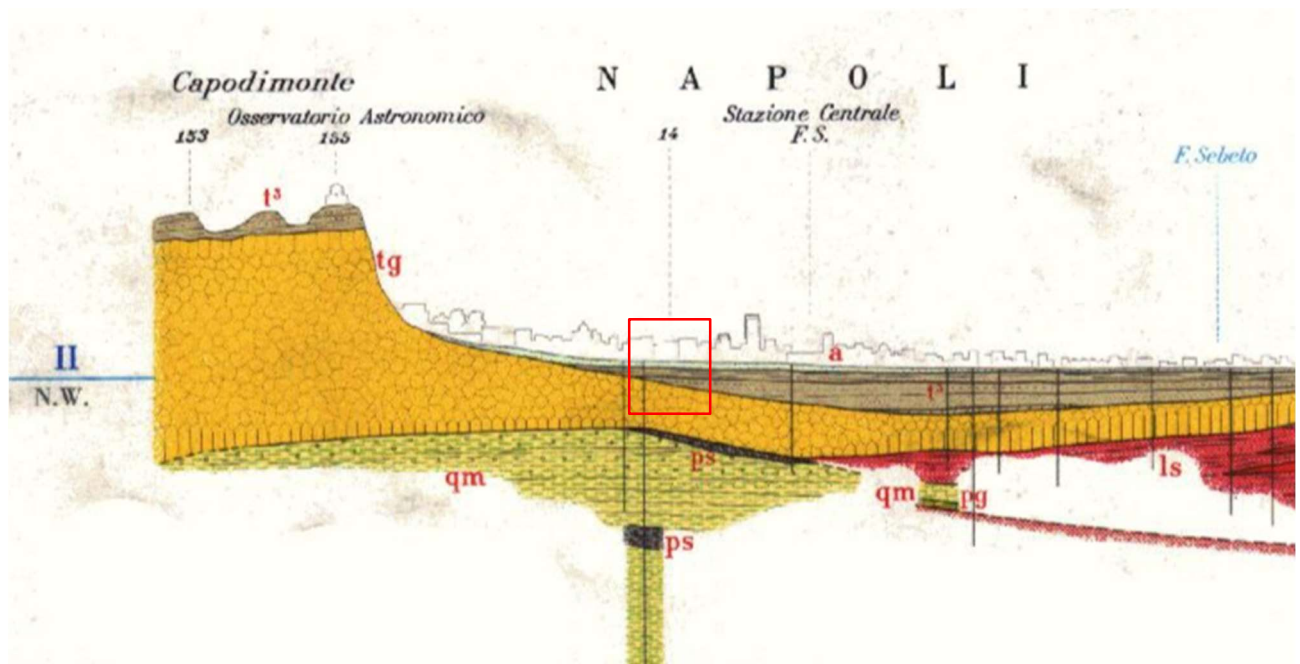 Capodimonte
N A P O L I
Osservatorio Astronomico
Stazione Centrale
F. S.
153
155
14
F. Sebeto
t³
tg
II
N.W.
a
t³
ps
qm
ls
qm
pg
ps